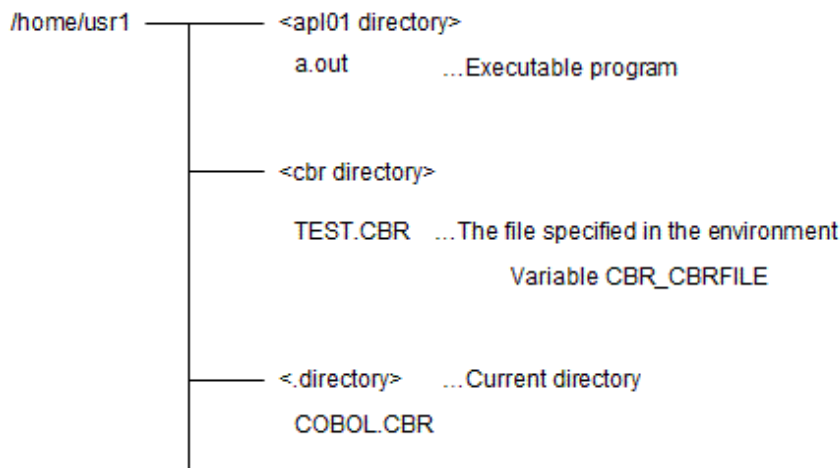 /home/usr1 <apl01 directory>
a.out ...Executable program
<cbr directory>
TEST.CBR ...The file specified in the environment
Variable CBR_CBRFILE
<.directory> ...Current directory
COBOL.CBR